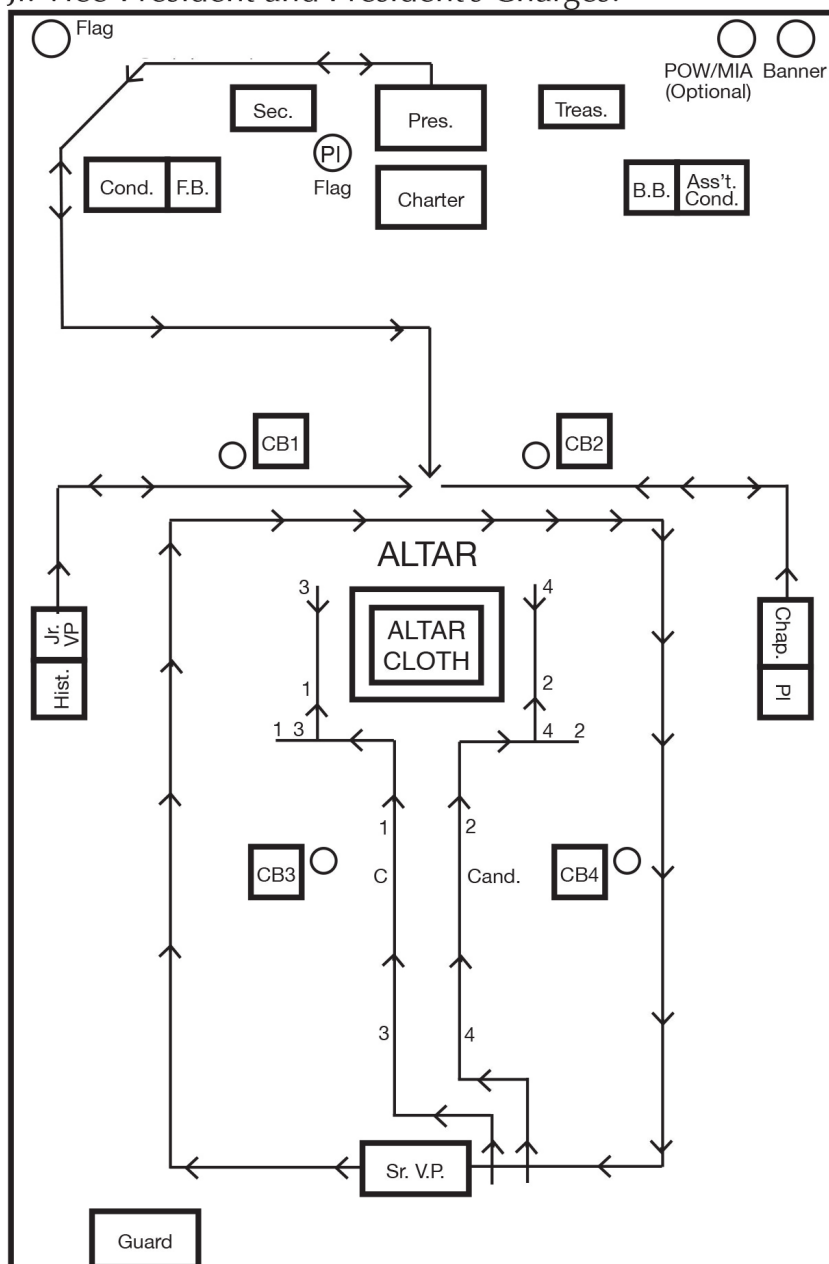 Jr. Vice President and President's Charges:
Flag
POW/MIA
(Optional)
Banner
Sec.
Pres.
Treas.
PI
Flag
Cond.
F.B.
Charter
B.B.
Ass't.
Cond.
CB1
CB2
ALTAR
3
4
ALTAR
CLOTH
Jr.
VP
Hist.
Chap.
PI
1
2
1 3
4 2
1
2
CB3
C
Cand.
CB4
3
4
Sr. V.P.
Guard